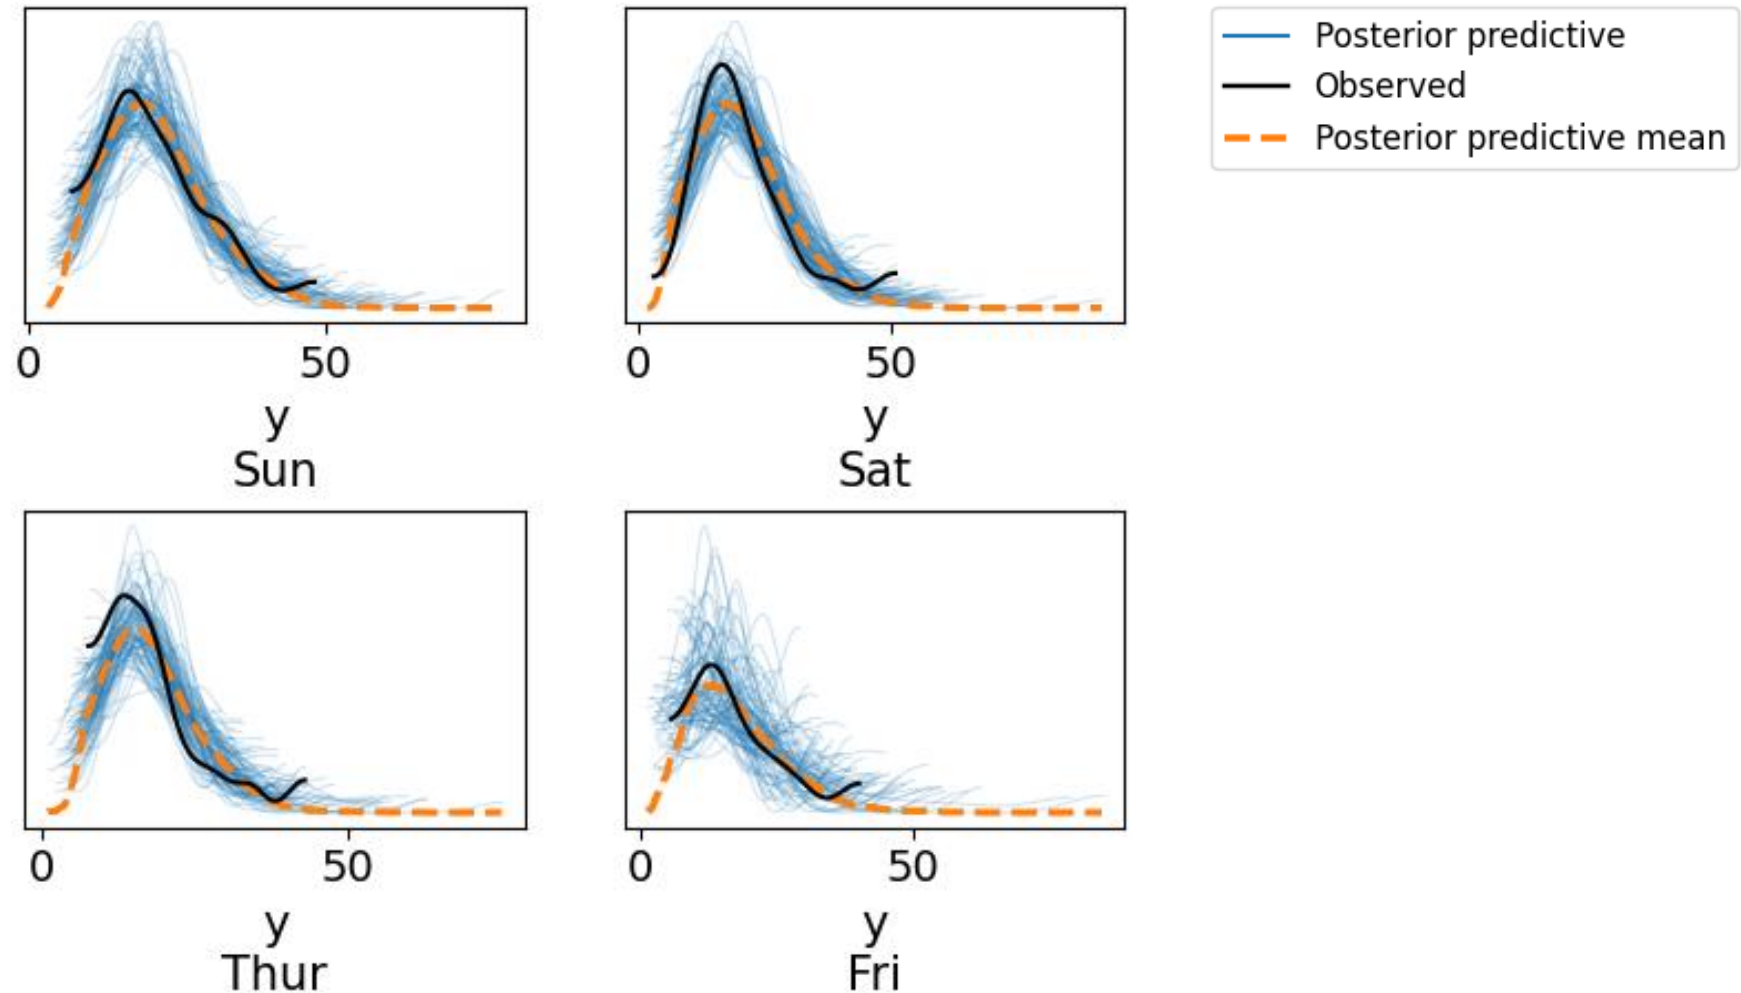 Posterior predictive
Observed
Posterior predictive mean
0 50
y
Sun
0 50
y
Sat
0 50
y
Thur
0 50
y
Fri